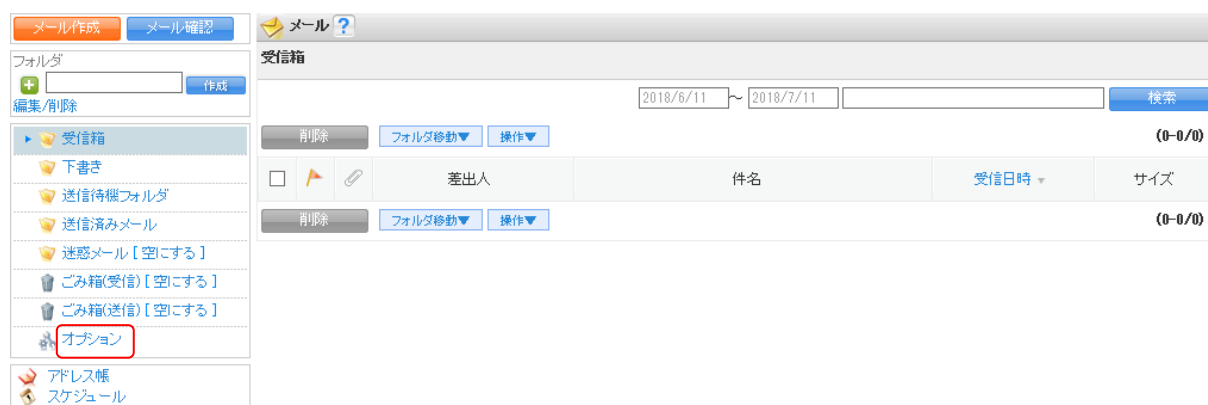 メール作成 メール確認
フォルダ
作成
編集/削除
受信箱
下書き
送信待機フォルダ
送信済みメール
迷惑メール [ 空にする ]
ごみ箱(受信) [ 空にする ]
ごみ箱(送信) [ 空にする ]
オプション
アドレス帳
スケジュール
メール ?
受信箱
2018/6/11 ～ 2018/7/11 検索
削除 フォルダ移動▼ 操作▼ (0-0/0)
差出人 件名 受信日時 ▼ サイズ
削除 フォルダ移動▼ 操作▼ (0-0/0)